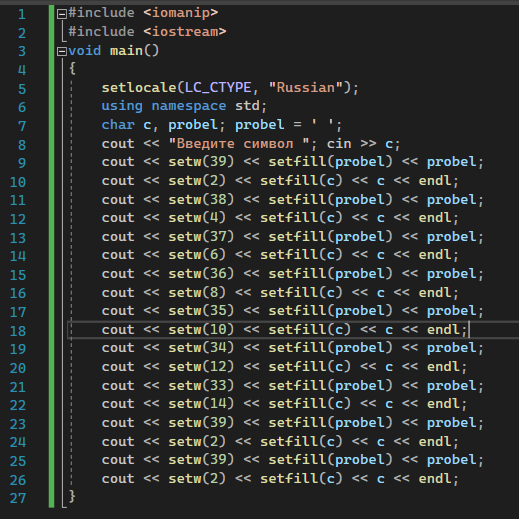 1 #include <iomanip>
2 #include <iostream>
3 void main()
4 {
5 setlocale(LC_CTYPE, "Russian");
6 using namespace std;
7 char c, probel; probel = ' ';
8 cout << "Введите символ "; cin >> c;
9 cout << setw(39) << setfill(probel) << probel;
10 cout << setw(2) << setfill(c) << c << endl;
11 cout << setw(38) << setfill(probel) << probel;
12 cout << setw(4) << setfill(c) << c << endl;
13 cout << setw(37) << setfill(probel) << probel;
14 cout << setw(6) << setfill(c) << c << endl;
15 cout << setw(36) << setfill(probel) << probel;
16 cout << setw(8) << setfill(c) << c << endl;
17 cout << setw(35) << setfill(probel) << probel;
18 cout << setw(10) << setfill(c) << c << endl;
19 cout << setw(34) << setfill(probel) << probel;
20 cout << setw(12) << setfill(c) << c << endl;
21 cout << setw(33) << setfill(probel) << probel;
22 cout << setw(14) << setfill(c) << c << endl;
23 cout << setw(39) << setfill(probel) << probel;
24 cout << setw(2) << setfill(c) << c << endl;
25 cout << setw(39) << setfill(probel) << probel;
26 cout << setw(2) << setfill(c) << c << endl;
27 }